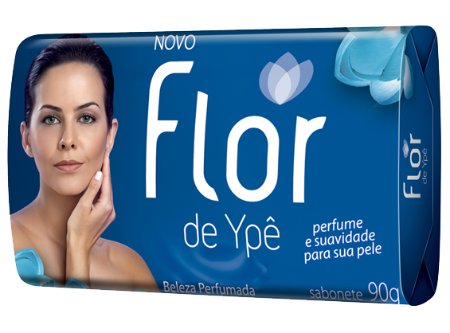 NOVO
Flor
de Ypê
perfume
e suavidade
para sua pele
Beleza Perfumada
sabonete 90g
Flor
de Ypê